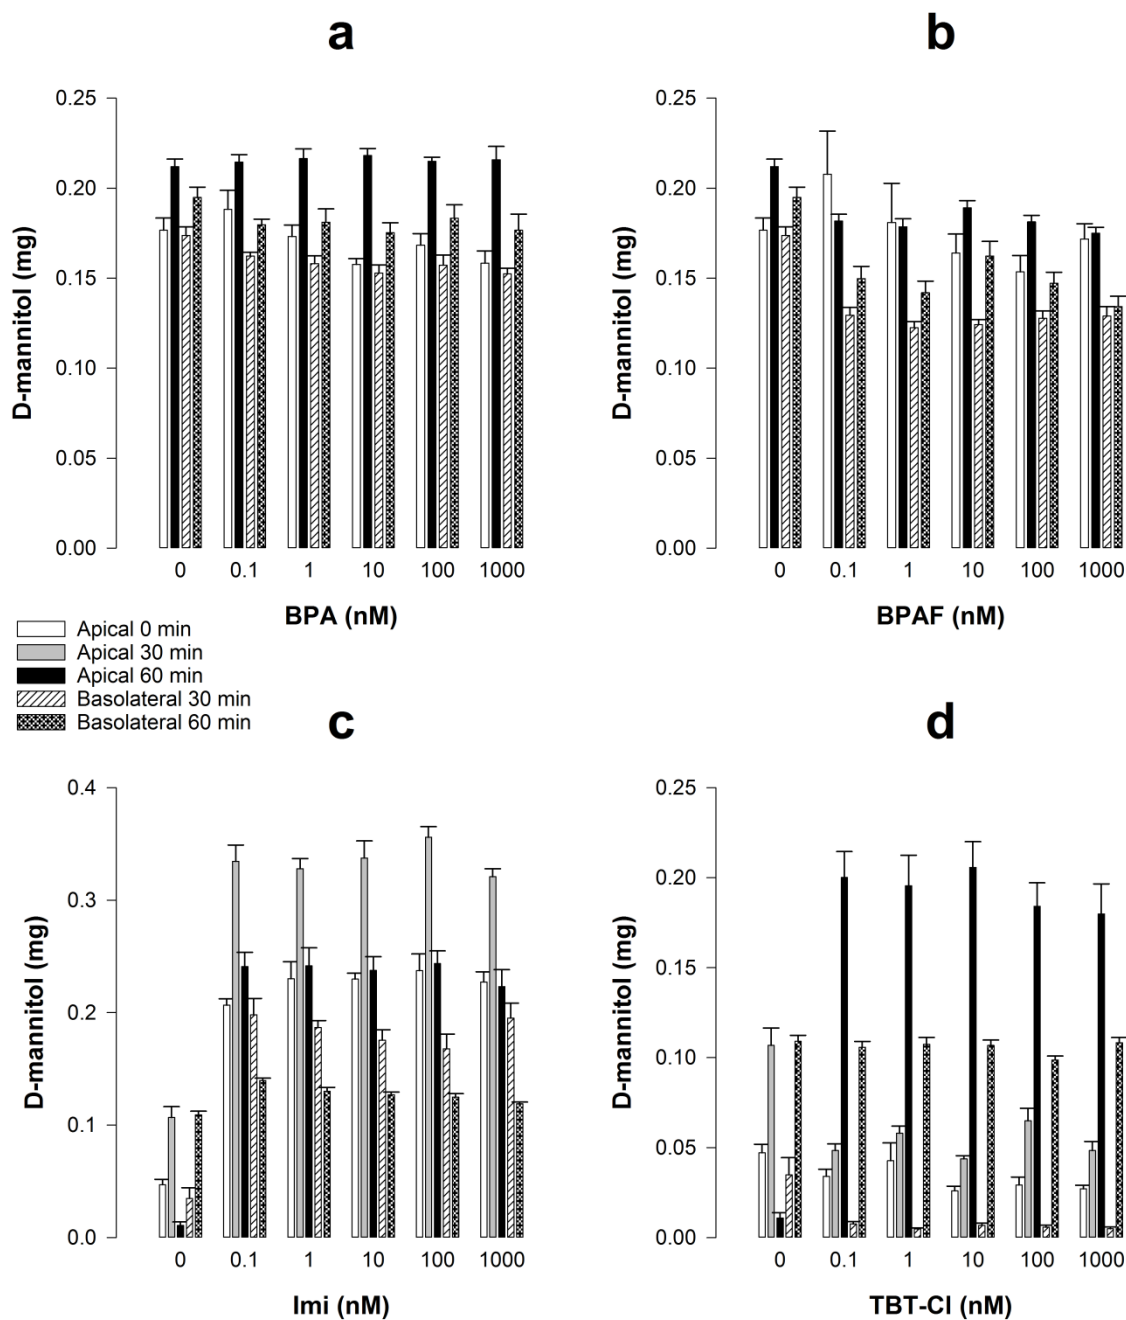 a
b
D-mannitol (mg)
0.25
0.20
0.15
0.10
0.05
0.00
0 0.1 1 10 100 1000
BPA (nM)
D-mannitol (mg)
0.25
0.20
0.15
0.10
0.05
0.00
0 0.1 1 10 100 1000
BPAF (nM)
Apical 0 min
Apical 30 min
Apical 60 min
Basolateral 30 min
Basolateral 60 min
c
d
D-mannitol (mg)
0.4
0.3
0.2
0.1
0.0
0 0.1 1 10 100 1000
Imi (nM)
D-mannitol (mg)
0.25
0.20
0.15
0.10
0.05
0.00
0 0.1 1 10 100 1000
TBT-Cl (nM)